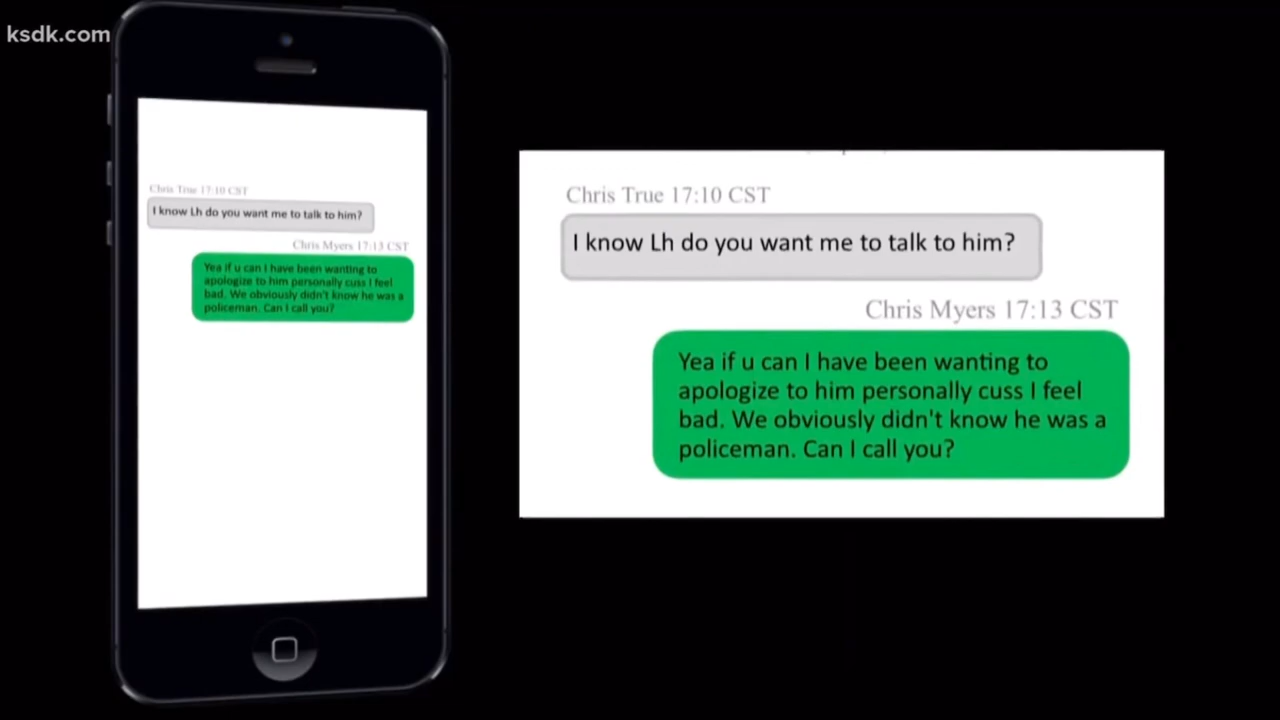 ksdk.com
Chris True 17:10 CST
I know Lh do you want me to talk to him?
Chris Myers 17:13 CST
Yea if u can I have been wanting to
apologize to him personally cuss I feel
bad. We obviously didn't know he was a
policeman. Can I call you?
Chris True 17:10 CST
I know Lh do you want me to talk to him?
Chris Myers 17:13 CST
Yea if u can I have been wanting to
apologize to him personally cuss I feel
bad. We obviously didn't know he was a
policeman. Can I call you?